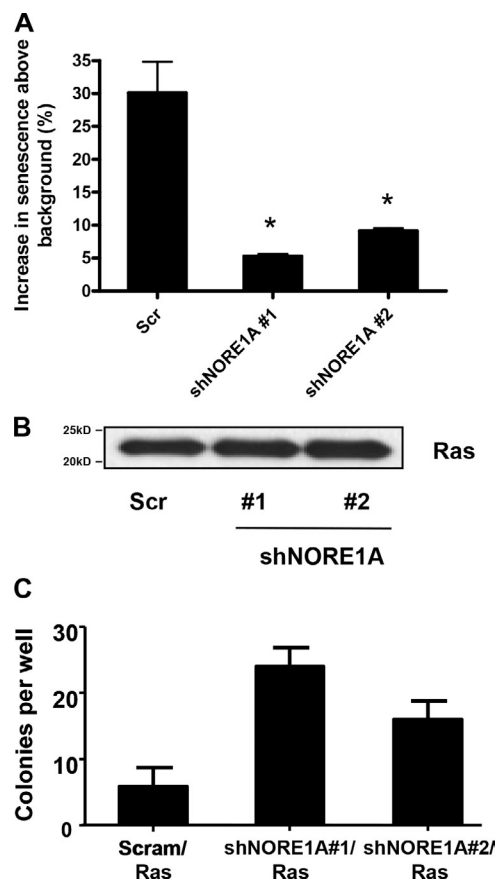 A
Increase in senescence above
background (%)
35
30
25
20
15
10
5
0
*
*
Scr
shNORE1A #1
shNORE1A #2
B
25kD
20kD
Ras
Scr
#1
#2
shNORE1A
C
Colonies per well
30
20
10
0
Scram/
Ras
shNORE1A#1/
Ras
shNORE1A#2/
Ras